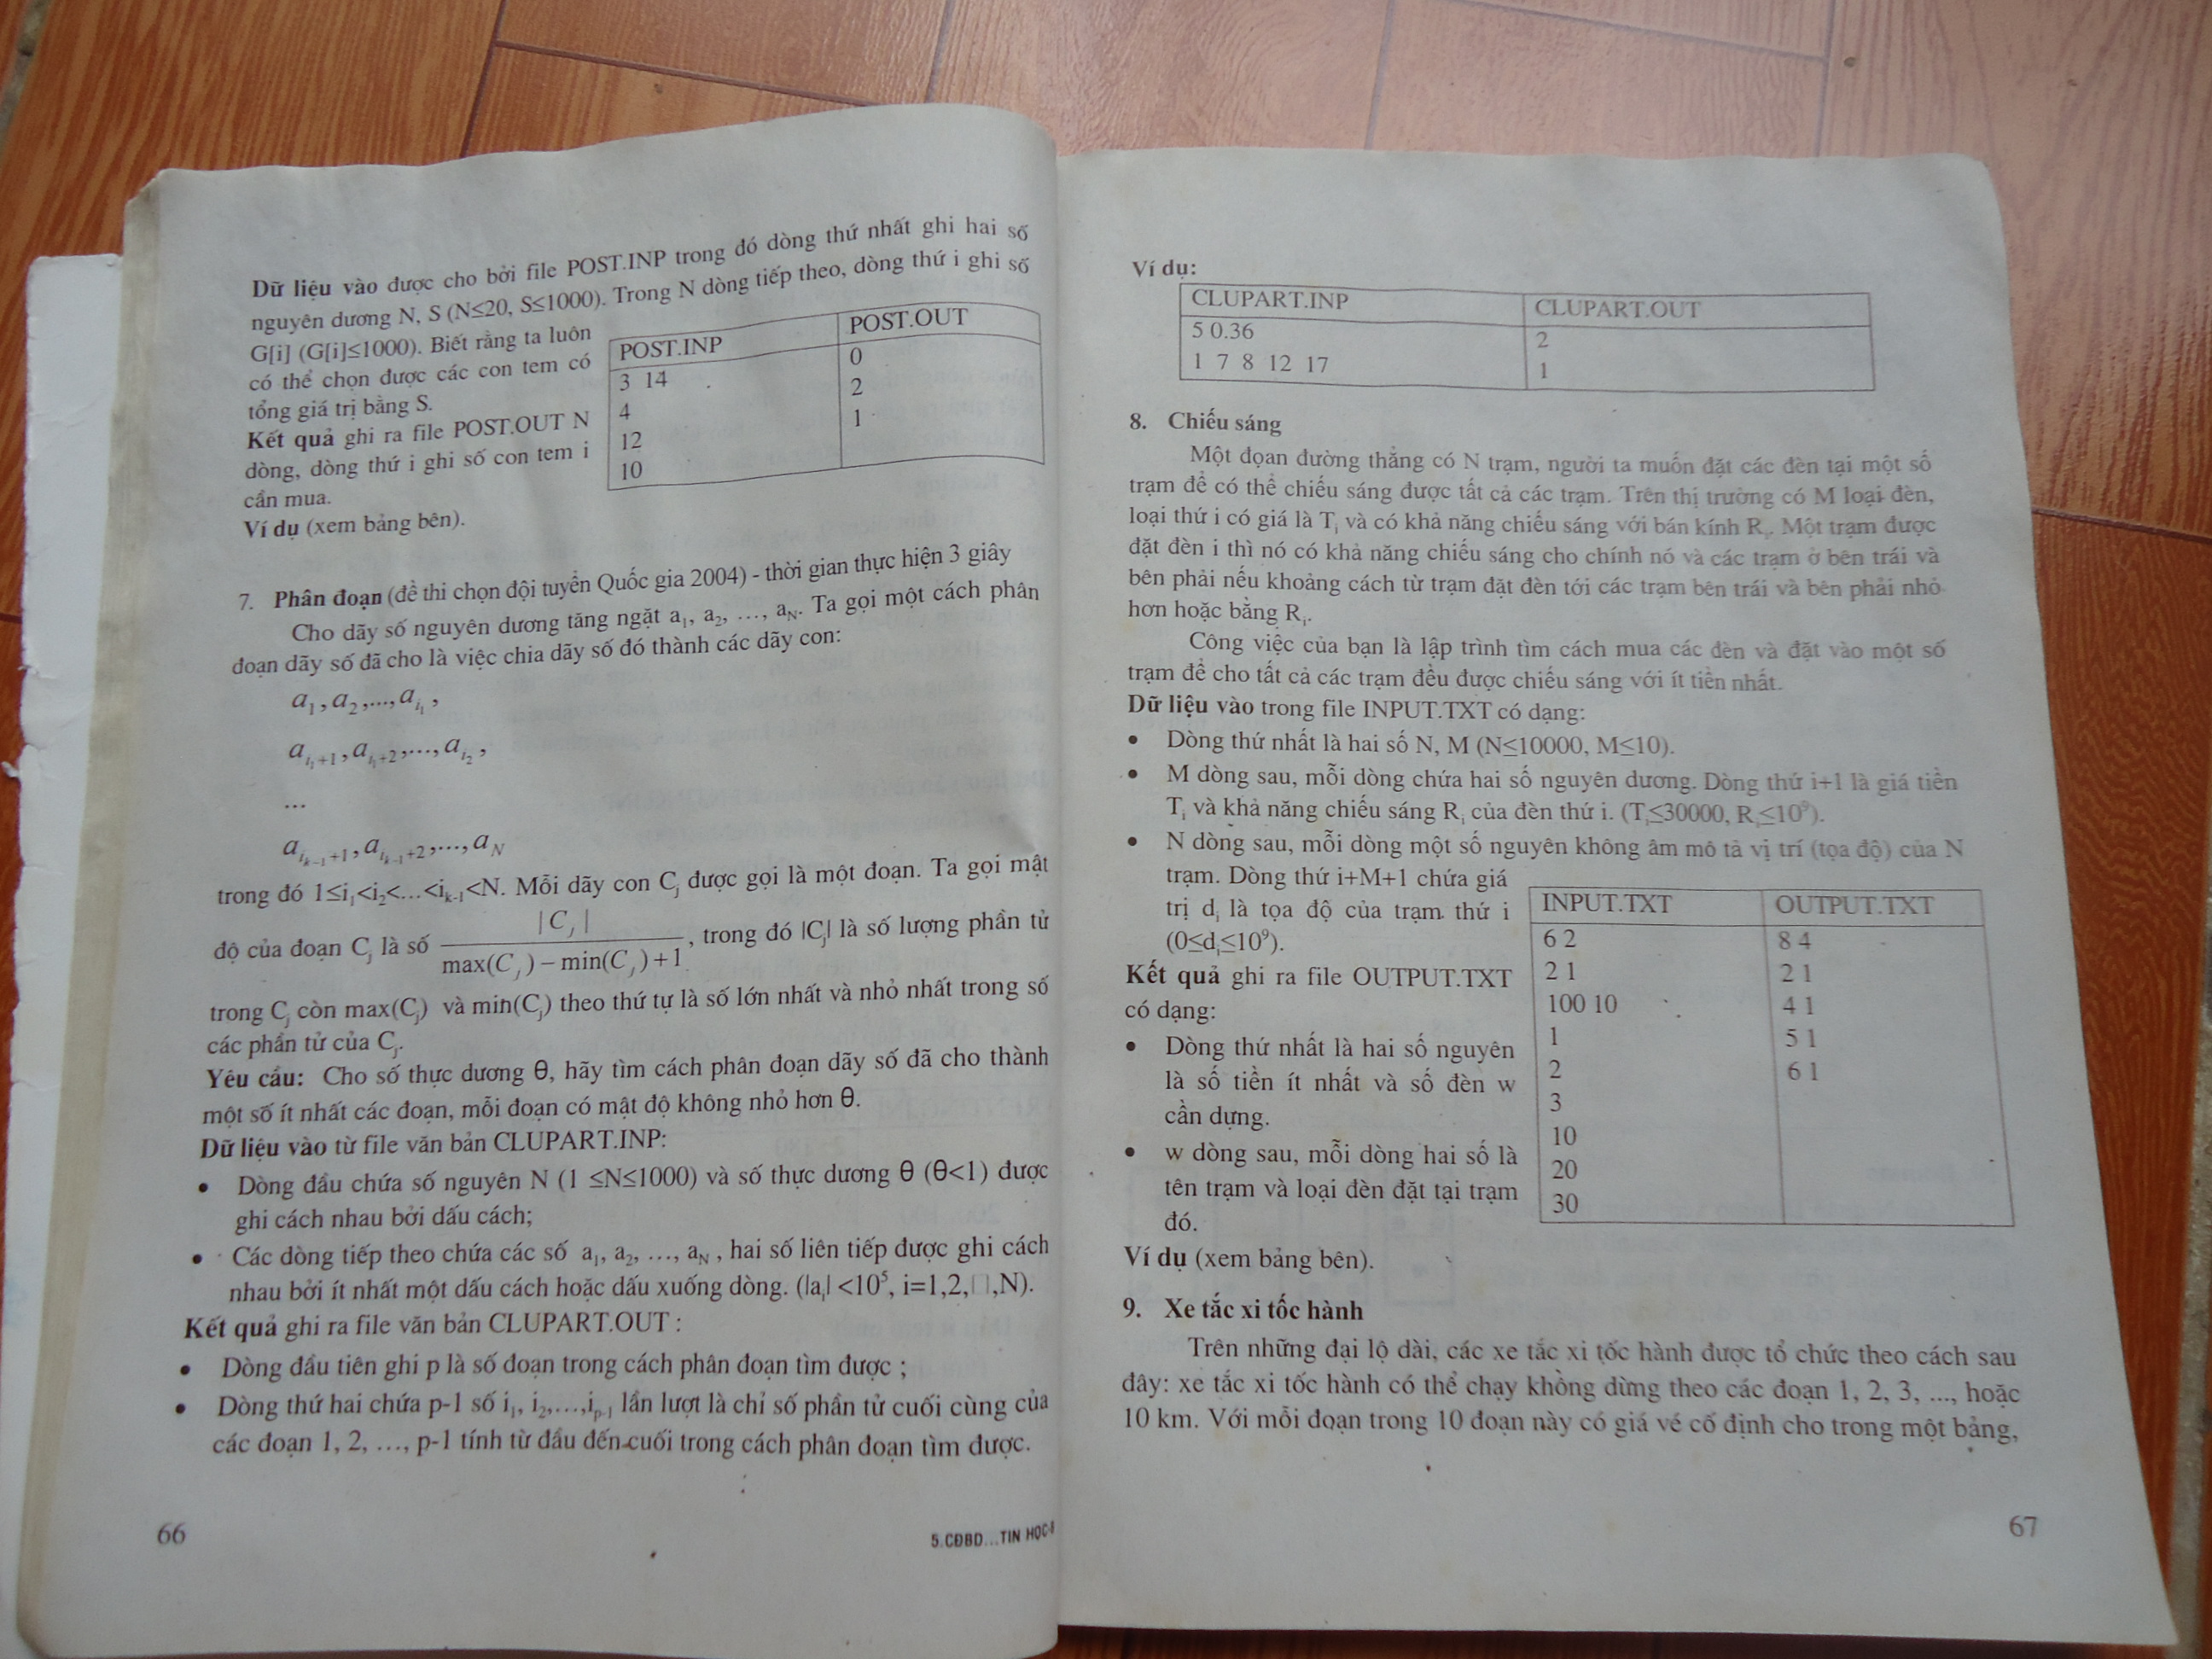 Dữ liệu vào được cho bởi file POST.INP trong đó dòng thứ nhất ghi hai số
nguyên dương N, S (N≤20, S≤1000). Trong N dòng tiếp theo, dòng thứ i ghi số
G[i] (G[i]≤1000). Biết rằng ta luôn
có thể chọn được các con tem có
tổng giá trị bằng S.
Kết quả ghi ra file POST.OUT N
dòng, dòng thứ i ghi số con tem i
cần mua.
Ví dụ (xem bảng bên).
POST.INP POST.OUT
3 14 0
4 2
12 1
10
7. Phân đoạn (đề thi chọn đội tuyển Quốc gia 2004) - thời gian thực hiện 3 giây
Cho dãy số nguyên dương tăng ngặt a₁, a₂, …, a_N. Ta gọi một cách phân
đoạn dãy số đã cho là việc chia dãy số đó thành các dãy con:
a₁, a₂, ..., a_{i₁},
a_{i₁+1}, a_{i₁+2}, ..., a_{i₂},
...
a_{i_{k-1}+1}, a_{i_{k-1}+2}, ..., a_N
trong đó 1≤i₁<i₂<…<i_{k-1}<N. Mỗi dãy con C_j được gọi là một đoạn. Ta gọi mật
độ của đoạn C_j là số |C_j| / (max(C_j) – min(C_j) + 1), trong đó |C_j| là số lượng phần tử
trong C_j còn max(C_j) và min(C_j) theo thứ tự là số lớn nhất và nhỏ nhất trong số
các phần tử của C_j.
Yêu cầu: Cho số thực dương θ, hãy tìm cách phân đoạn dãy số đã cho thành
một số ít nhất các đoạn, mỗi đoạn có mật độ không nhỏ hơn θ.
Dữ liệu vào từ file văn bản CLUPART.INP:
• Dòng đầu chứa số nguyên N (1 ≤N≤1000) và số thực dương θ (θ<1) được
ghi cách nhau bởi dấu cách;
• Các dòng tiếp theo chứa các số a₁, a₂, …, a_N , hai số liên tiếp được ghi cách
nhau bởi ít nhất một dấu cách hoặc dấu xuống dòng. (|a_i| <10⁵, i=1,2,□,N).
Kết quả ghi ra file văn bản CLUPART.OUT :
• Dòng đầu tiên ghi p là số đoạn trong cách phân đoạn tìm được ;
• Dòng thứ hai chứa p-1 số i₁, i₂,…,i_{p-1} lần lượt là chỉ số phần tử cuối cùng của
các đoạn 1, 2, …, p-1 tính từ đầu đến cuối trong cách phân đoạn tìm được.
66
5.CĐBD...TIN HỌC-8
Ví dụ:
CLUPART.INP CLUPART.OUT
5 0.36 2
1 7 8 12 17 1
8. Chiếu sáng
Một đọan đường thẳng có N trạm, người ta muốn đặt các đèn tại một số
trạm để có thể chiếu sáng được tất cả các trạm. Trên thị trường có M loại đèn,
loại thứ i có giá là T_i và có khả năng chiếu sáng với bán kính R_i. Một trạm được
đặt đèn i thì nó có khả năng chiếu sáng cho chính nó và các trạm ở bên trái và
bên phải nếu khoảng cách từ trạm đặt đèn tới các trạm bên trái và bên phải nhỏ
hơn hoặc bằng R_i.
Công việc của bạn là lập trình tìm cách mua các đèn và đặt vào một số
trạm để cho tất cả các trạm đều được chiếu sáng với ít tiền nhất.
Dữ liệu vào trong file INPUT.TXT có dạng:
• Dòng thứ nhất là hai số N, M (N≤10000, M≤10).
• M dòng sau, mỗi dòng chứa hai số nguyên dương. Dòng thứ i+1 là giá tiền
T_i và khả năng chiếu sáng R_i của đèn thứ i. (T_i≤30000, R_i≤10⁹).
• N dòng sau, mỗi dòng một số nguyên không âm mô tả vị trí (tọa độ) của N
trạm. Dòng thứ i+M+1 chứa giá
trị d_i là tọa độ của trạm thứ i
(0≤d_i≤10⁹).
Kết quả ghi ra file OUTPUT.TXT
có dạng:
• Dòng thứ nhất là hai số nguyên
là số tiền ít nhất và số đèn w
cần dựng.
• w dòng sau, mỗi dòng hai số là
tên trạm và loại đèn đặt tại trạm
đó.
Ví dụ (xem bảng bên).
INPUT.TXT OUTPUT.TXT
6 2 8 4
2 1 2 1
100 10 4 1
1 5 1
2 6 1
3
10
20
30
9. Xe tắc xi tốc hành
Trên những đại lộ dài, các xe tắc xi tốc hành được tổ chức theo cách sau
đây: xe tắc xi tốc hành có thể chạy không dừng theo các đoạn 1, 2, 3, ..., hoặc
10 km. Với mỗi đoạn trong 10 đoạn này có giá vé cố định cho trong một bảng,
67